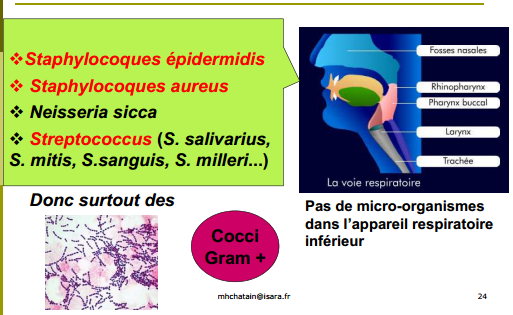 ❖Staphylocoques épidermidis
❖ Staphylocoques aureus
❖ Neisseria sicca
❖ Streptococcus (S. salivarius,
S. mitis, S.sanguis, S. milleri...)
Fosses nasales
Rhinopharynx
Pharynx buccal
Larynx
Trachée
La voie respiratoire
Donc surtout des
Cocci
Gram +
Pas de micro-organismes
dans l’appareil respiratoire
inférieur
mhchatain@isara.fr
24